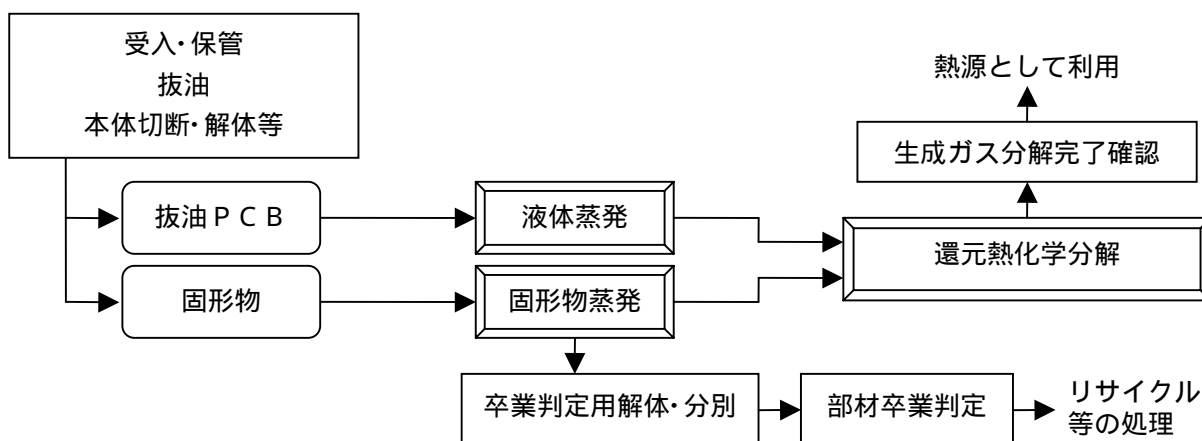 受入・保管
抜油
本体切断・解体等
熱源として利用
生成ガス分解完了確認
抜油ＰＣＢ
液体蒸発
還元熱化学分解
固形物
固形物蒸発
卒業判定用解体・分別
部材卒業判定
リサイクル
等の処理